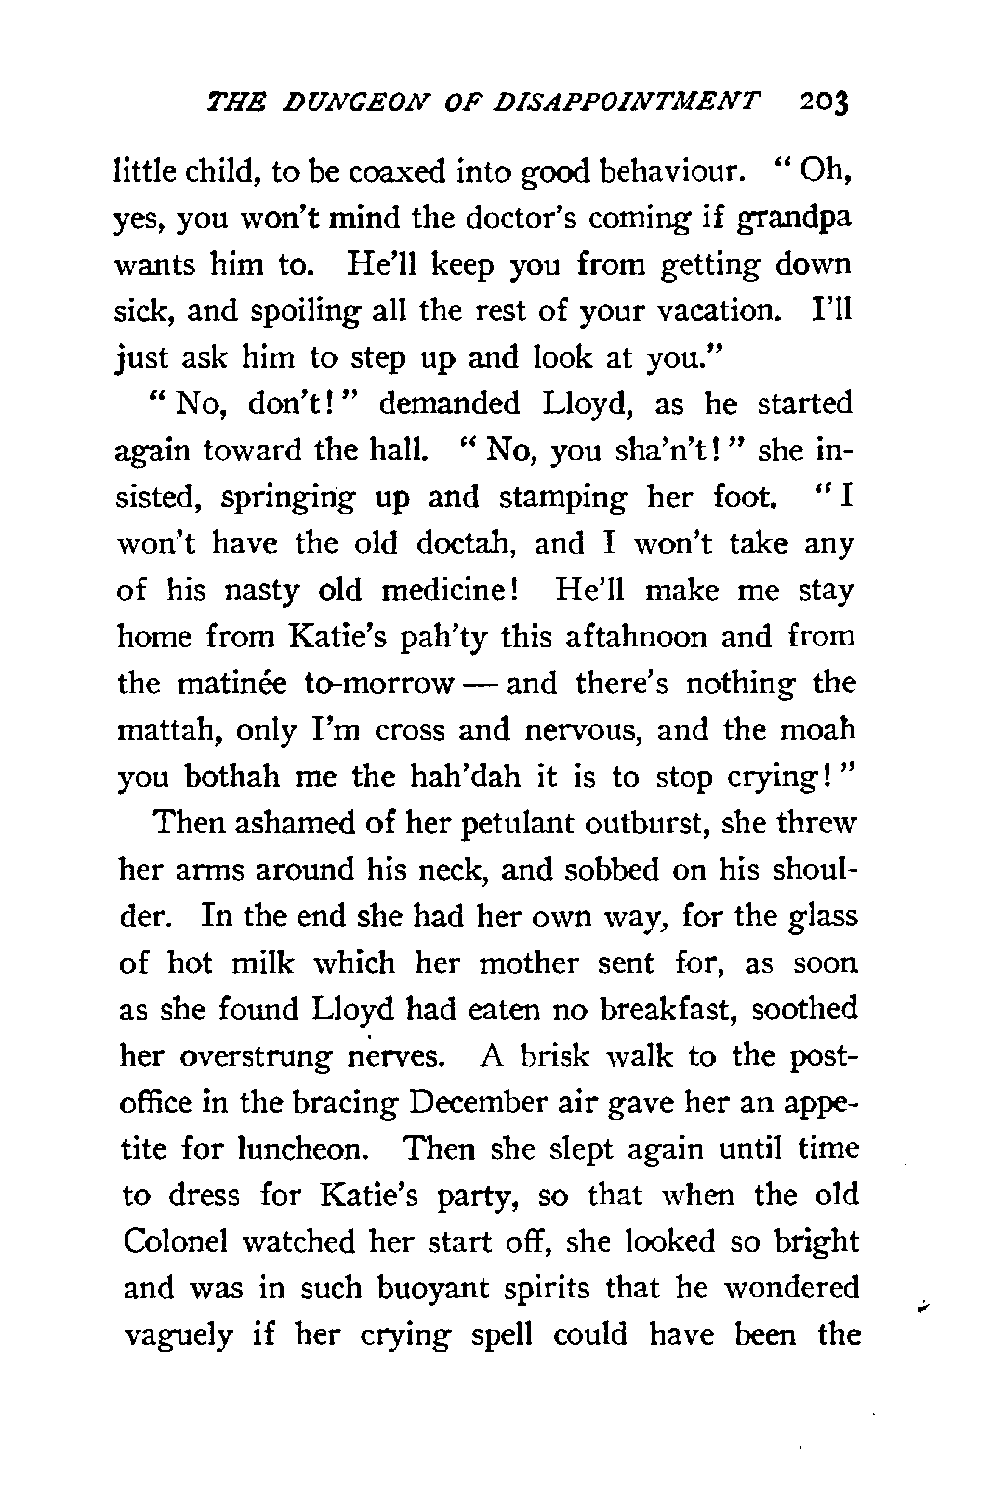 THE DUNGEON OF DISAPPOINTMENT 203
little child, to be coaxed into good behaviour. "Oh,
yes, you won't mind the doctor's coming if grandpa
wants him to. He'll keep you from getting down
sick, and spoiling all the rest of your vacation. I'll
just ask him to step up and look at you."
"No, don't!" demanded Lloyd, as he started
again toward the hall. "No, you sha'n't!" she in-
sisted, springing up and stamping her foot. "I
won't have the old doctah, and I won't take any
of his nasty old medicine! He'll make me stay
home from Katie's pah'ty this aftahnoon and from
the matinée to-morrow — and there's nothing the
mattah, only I'm cross and nervous, and the moah
you bothah me the hah'dah it is to stop crying!"
Then ashamed of her petulant outburst, she threw
her arms around his neck, and sobbed on his shoul-
der. In the end she had her own way, for the glass
of hot milk which her mother sent for, as soon
as she found Lloyd had eaten no breakfast, soothed
her overstrung nerves. A brisk walk to the post-
office in the bracing December air gave her an appe-
tite for luncheon. Then she slept again until time
to dress for Katie's party, so that when the old
Colonel watched her start off, she looked so bright
and was in such buoyant spirits that he wondered
vaguely if her crying spell could have been the